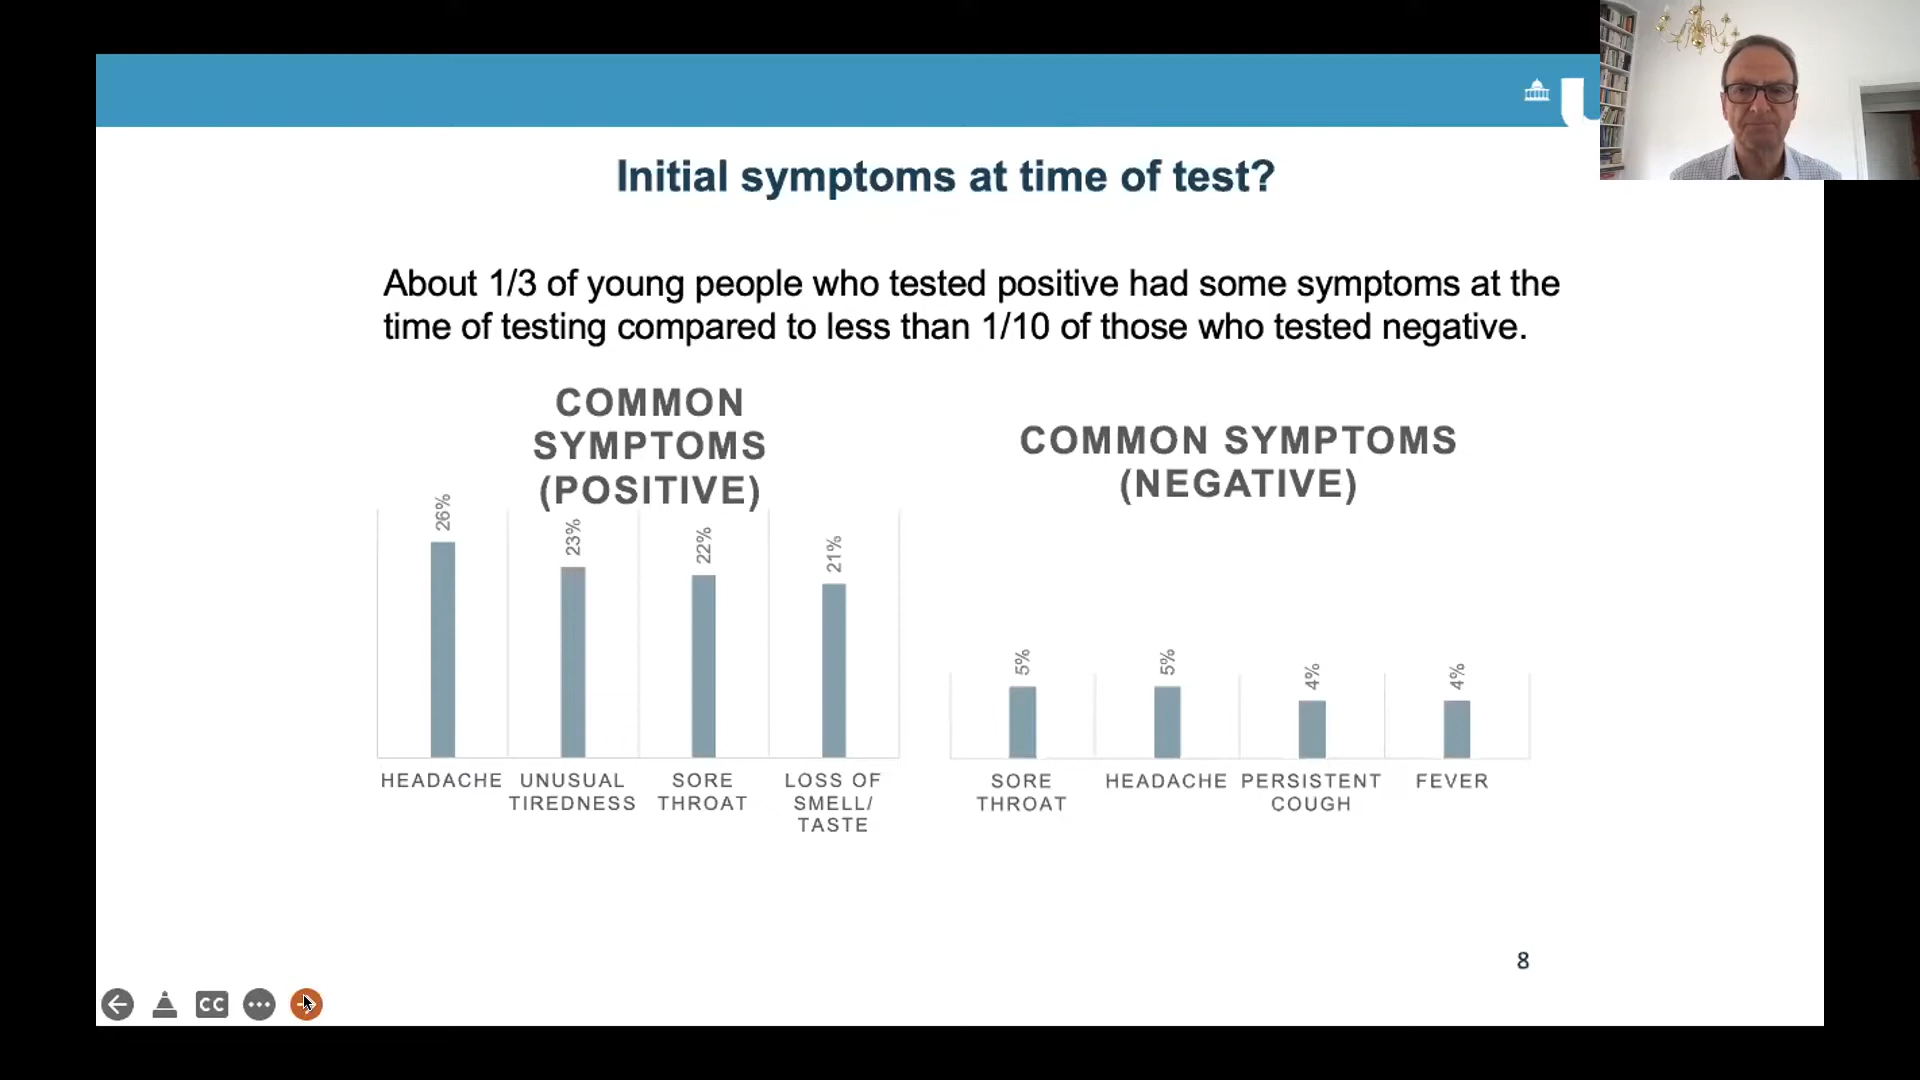 Initial symptoms at time of test?
About 1/3 of young people who tested positive had some symptoms at the
time of testing compared to less than 1/10 of those who tested negative.
COMMON
SYMPTOMS
(POSITIVE)
26%
23%
22%
21%
HEADACHE
UNUSUAL
TIREDNESS
SORE
THROAT
LOSS OF
SMELL/
TASTE
COMMON SYMPTOMS
(NEGATIVE)
5%
5%
4%
4%
SORE
THROAT
HEADACHE
PERSISTENT
COUGH
FEVER
8
CC